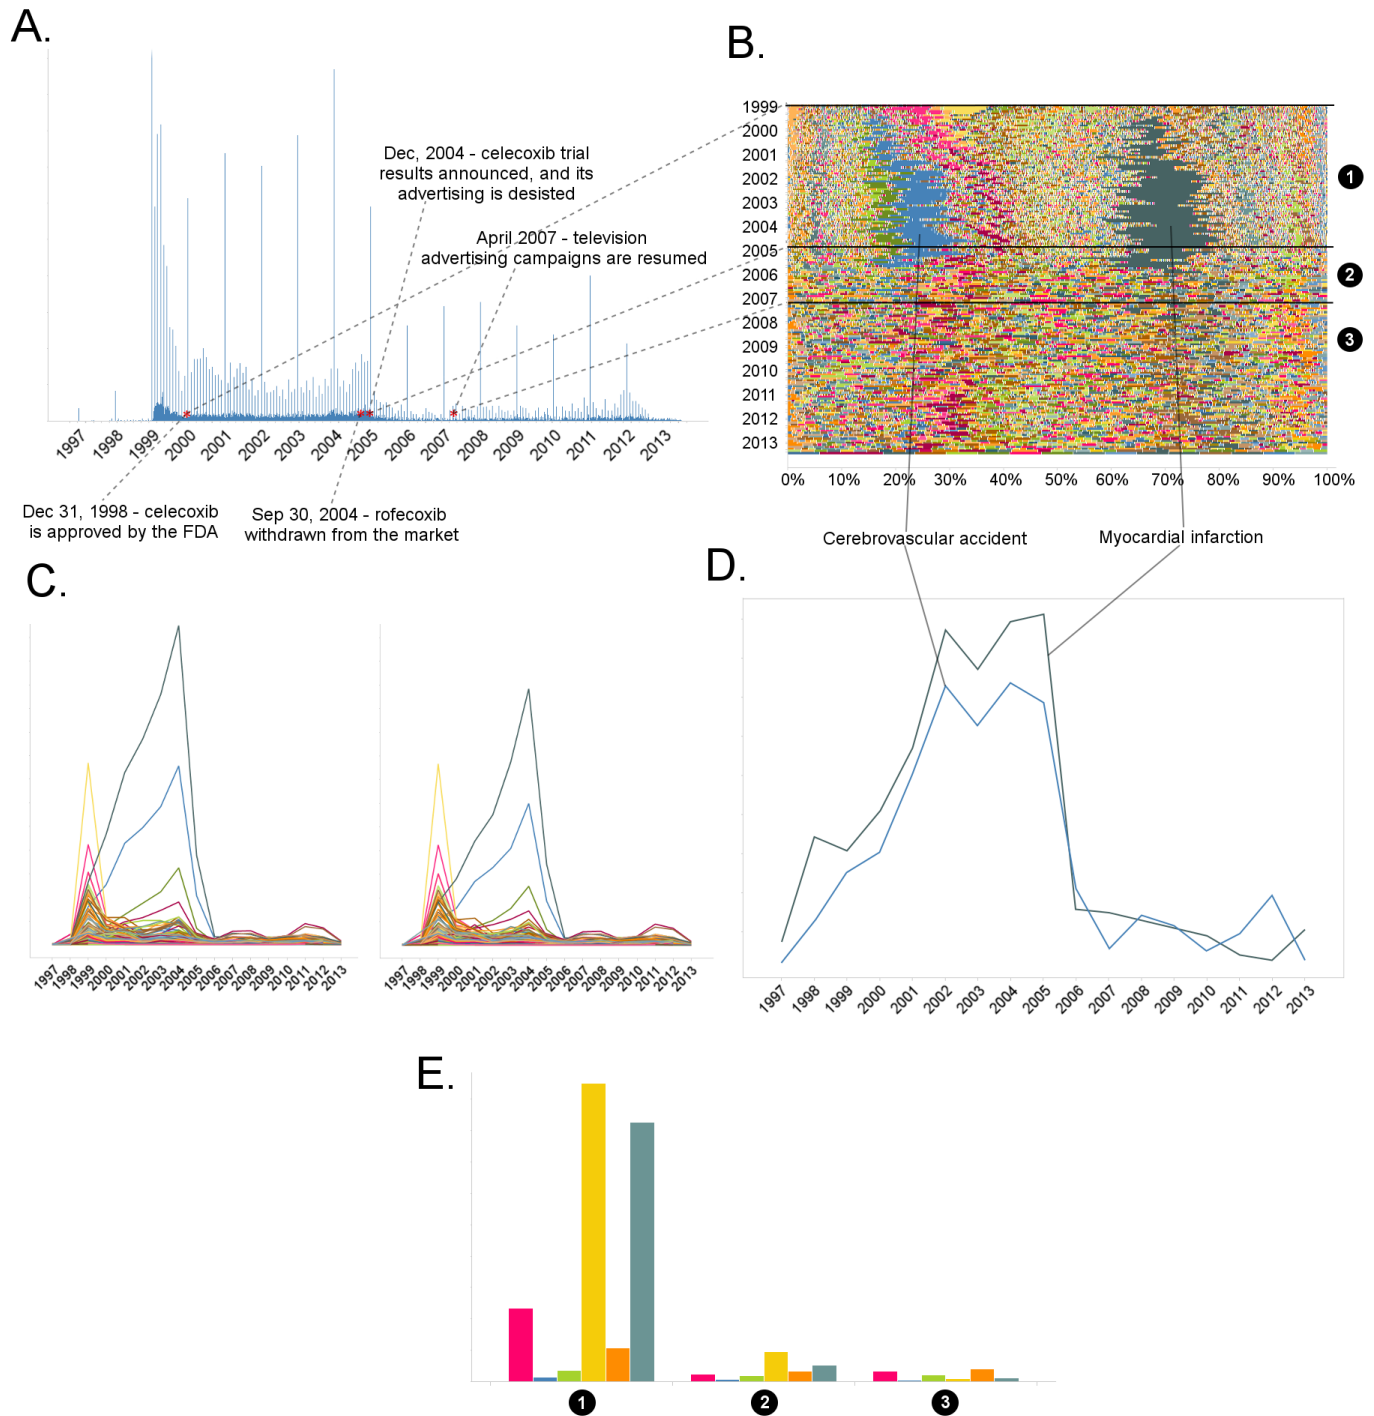 A.
Dec, 2004 - celecoxib trial
results announced, and its
advertising is desisted
April 2007 - television
advertising campaigns are resumed
1997 1998 1999 2000 2001 2002 2003 2004 2005 2006 2007 2008 2009 2010 2011 2012 2013
Dec 31, 1998 - celecoxib
is approved by the FDA
Sep 30, 2004 - rofecoxib
withdrawn from the market
B.
1999
2000
2001
2002
2003
2004
2005
2006
2007
2008
2009
2010
2011
2012
2013
1
2
3
0% 10% 20% 30% 40% 50% 60% 70% 80% 90% 100%
Cerebrovascular accident
Myocardial infarction
C.
1997 1998 1999 2000 2001 2002 2003 2004 2005 2006 2007 2008 2009 2010 2011 2012 2013
1997 1998 1999 2000 2001 2002 2003 2004 2005 2006 2007 2008 2009 2010 2011 2012 2013
D.
1997 1998 1999 2000 2001 2002 2003 2004 2005 2006 2007 2008 2009 2010 2011 2012 2013
E.
1 2 3